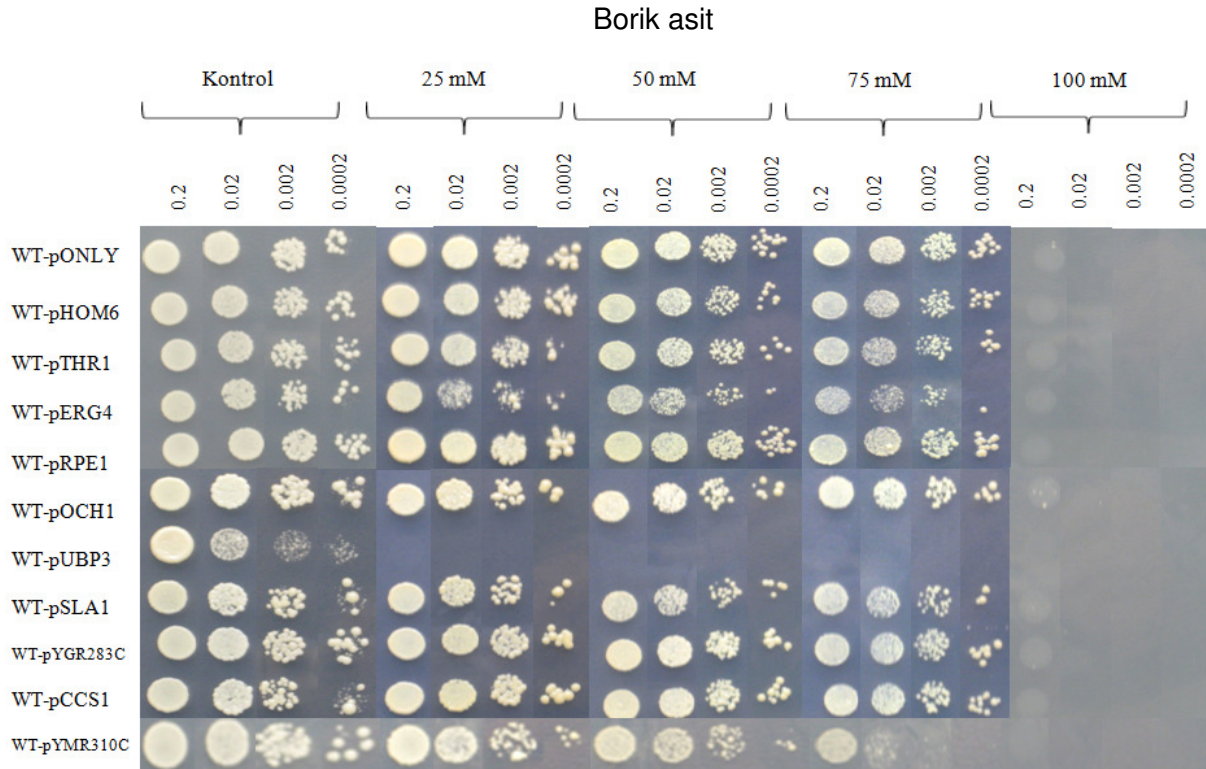 Borik asit
Kontrol 25 mM 50 mM 75 mM 100 mM
0.2 0.02 0.002 0.0002 0.2 0.02 0.002 0.0002 0.2 0.02 0.002 0.0002 0.2 0.02 0.002 0.0002 0.2 0.02 0.002 0.0002
WT-pONLY
WT-pHOM6
WT-pTHR1
WT-pERG4
WT-pRPE1
WT-pOCH1
WT-pUBP3
WT-pSLA1
WT-pYGR283C
WT-pCCS1
WT-pYMR310C